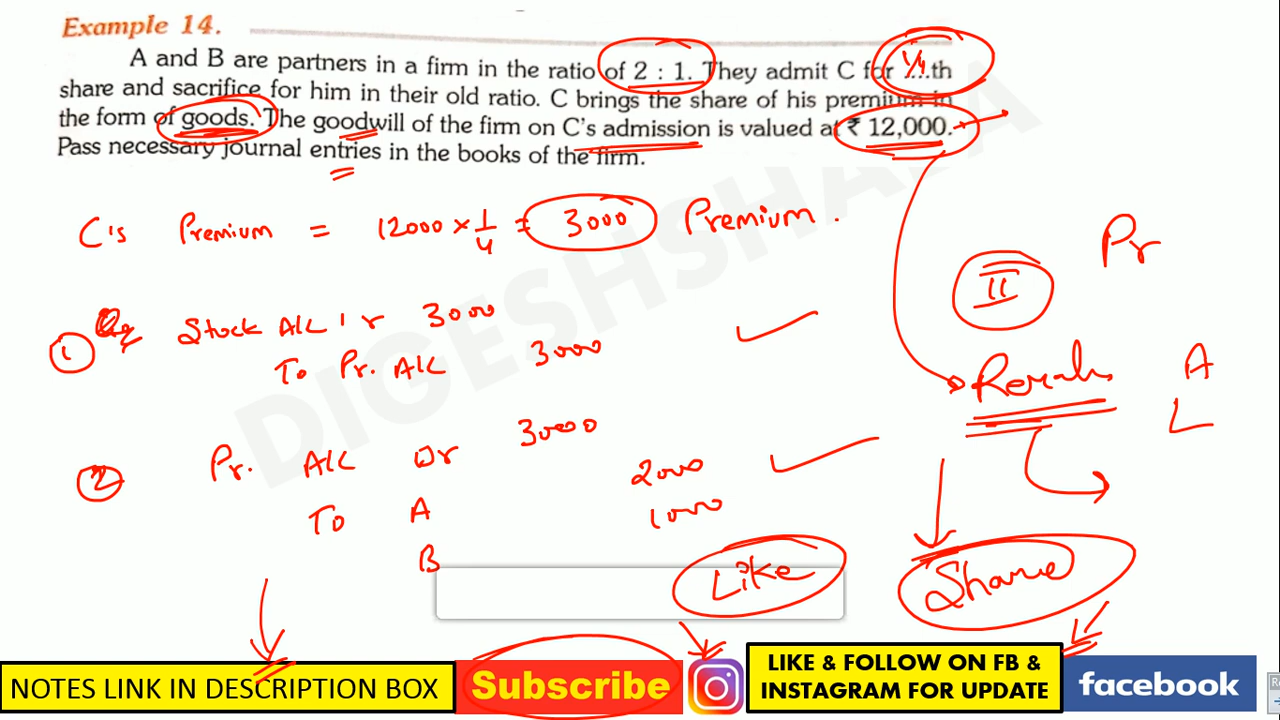 Example 14.
A and B are partners in a firm in the ratio of 2 : 1. They admit C for 1/4 ....th
share and sacrifice for him in their old ratio. C brings the share of his premium in
the form of goods. The goodwill of the firm on C's admission is valued at ₹ 12,000.
Pass necessary journal entries in the books of the firm.
C's Premium = 12000 × 1/4 = 3000 Premium.
Pr
II
1 Stock A/c Dr 3000
To Pr. A/c 3000
A
L
2 Pr. A/c Dr 3000
To A 2000
B 1000
Like
Share
DIGESHSHAHA
NOTES LINK IN DESCRIPTION BOX
Subscribe
LIKE & FOLLOW ON FB &
INSTAGRAM FOR UPDATE
facebook